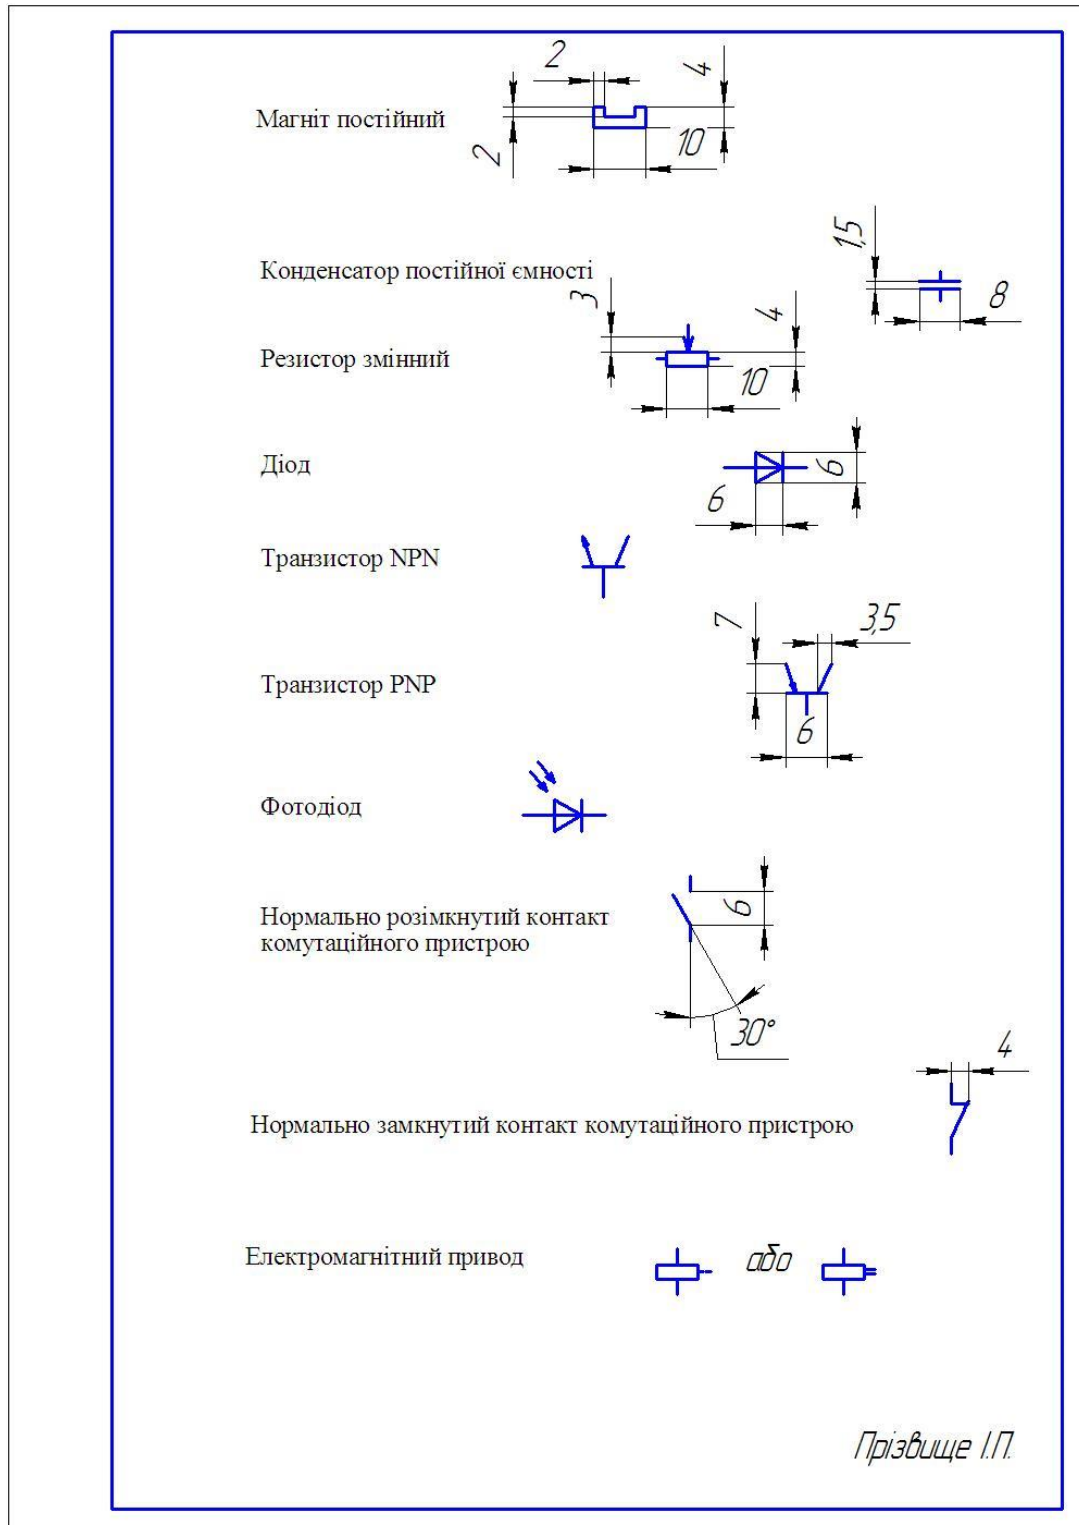 2
4
Магніт постійний
2
10
1,5
Конденсатор постійної ємності
3
8
4
Резистор змінний
10
Діод
6
6
Транзистор NPN
7
3,5
Транзистор PNP
6
Фотодіод
6
Нормально розімкнутий контакт
комутаційного пристрою
30°
4
Нормально замкнутий контакт комутаційного пристрою
Електромагнітний привод
або
Прізвище І.П.